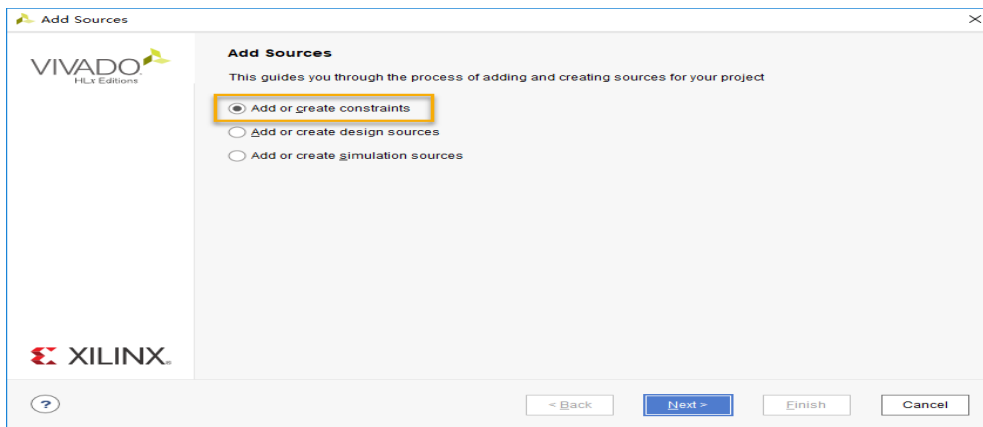 Add Sources
VIVADO.
HLx Editions
Add Sources
This guides you through the process of adding and creating sources for your project
Add or create constraints
Add or create design sources
Add or create simulation sources
XILINX.
?
< Back
Next >
Finish
Cancel